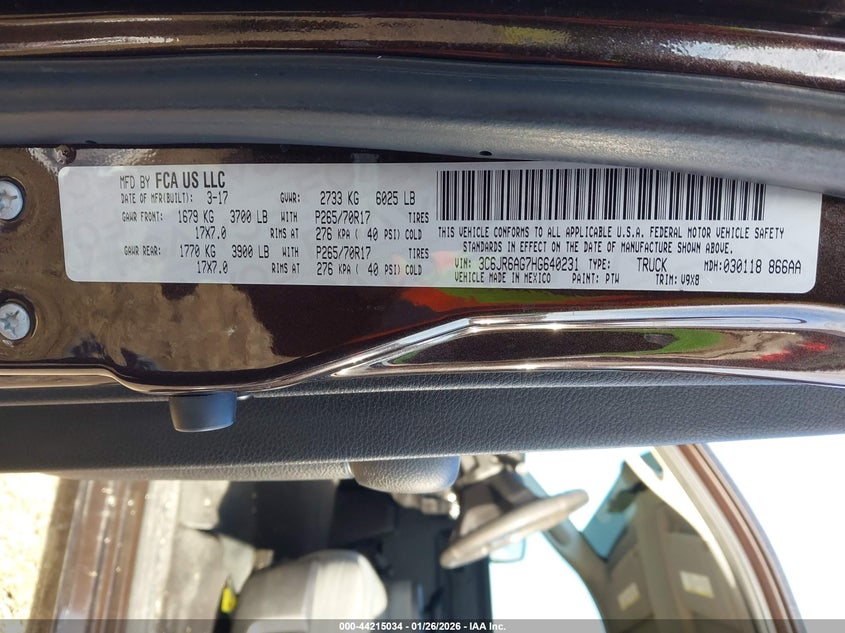 MFD BY FCA US LLC
DATE OF MFR(BUILT): 3-17 GVWR: 2733 KG 6025 LB
GAWR FRONT: 1679 KG 3700 LB WITH P265/70R17 TIRES
17X7.0 RIMS AT 276 KPA ( 40 PSI) COLD
GAWR REAR: 1770 KG 3900 LB WITH P265/70R17 TIRES
17X7.0 RIMS AT 276 KPA ( 40 PSI) COLD
THIS VEHICLE CONFORMS TO ALL APPLICABLE U.S.A. FEDERAL MOTOR VEHICLE SAFETY
STANDARDS IN EFFECT ON THE DATE OF MANUFACTURE SHOWN ABOVE.
VIN: 3C6JR6AG7HG640231 TYPE: TRUCK MDH:030118 866AA
VEHICLE MADE IN MEXICO PAINT: PTW TRIM: V9X8
000-44215034 - 01/26/2026 - IAA Inc.